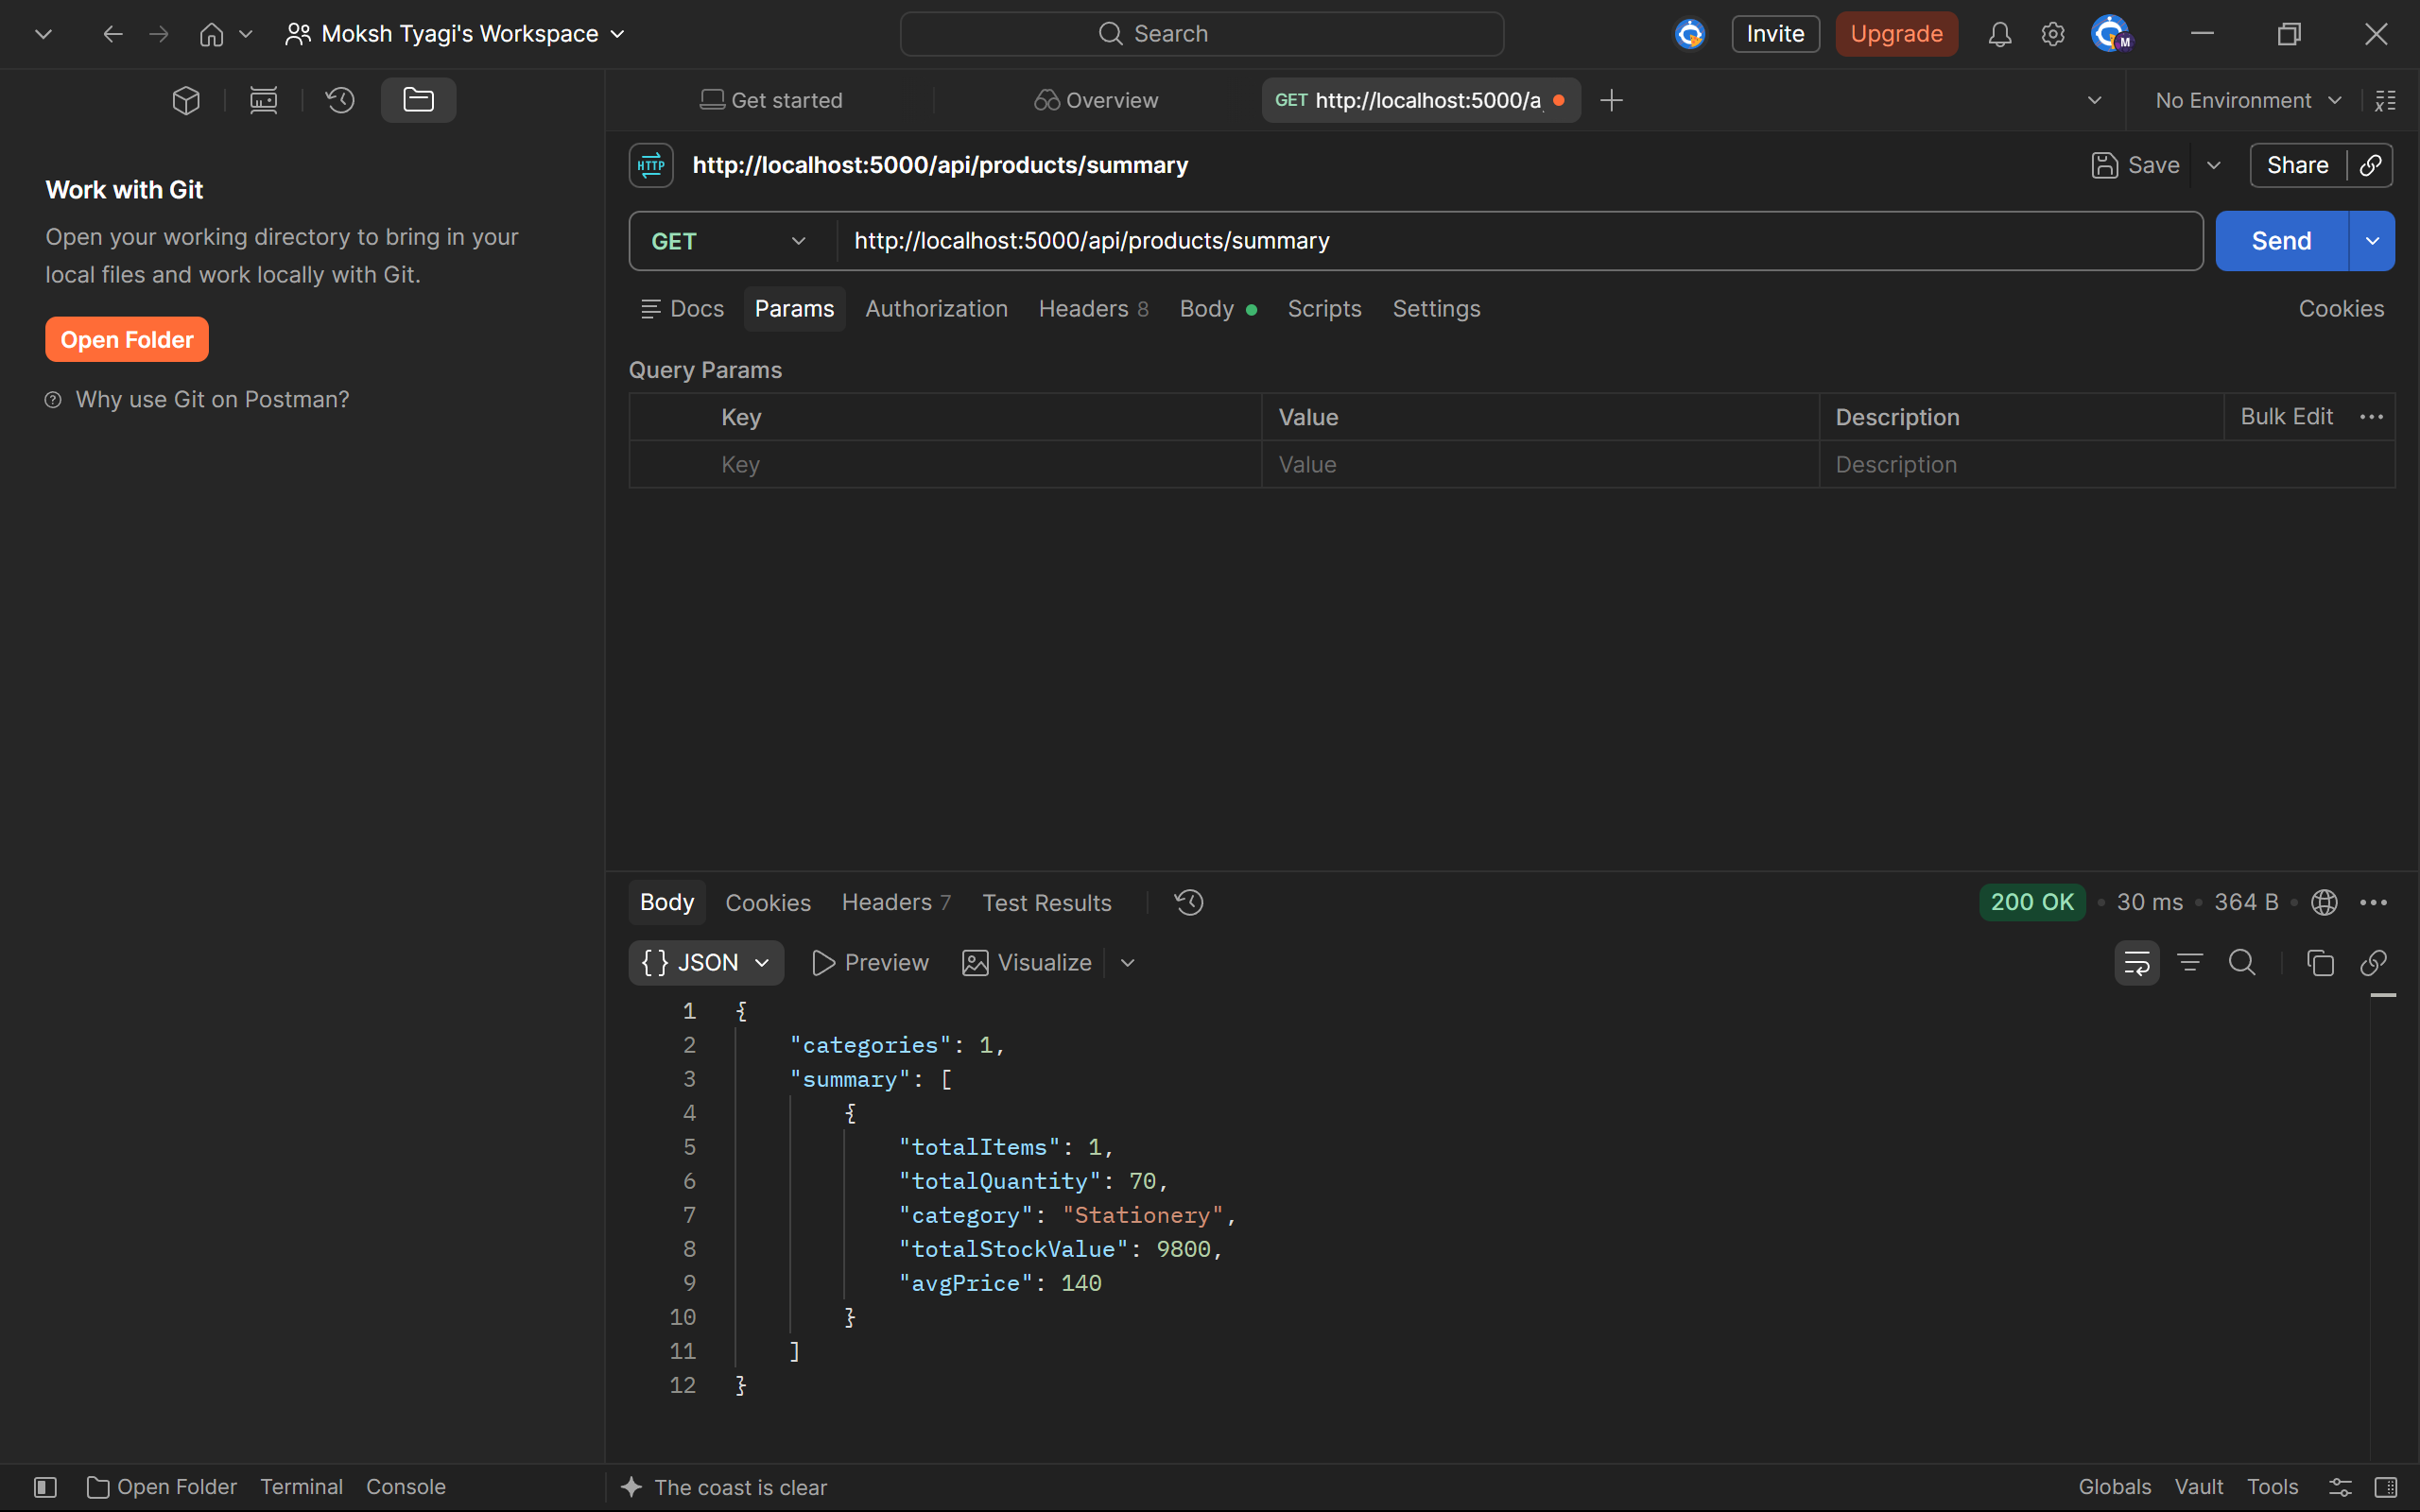 Moksh Tyagi's Workspace
Search
Invite
Upgrade
M
Get started
Overview
GET http://localhost:5000/a
No Environment
Work with Git
Open your working directory to bring in your
local files and work locally with Git.
Open Folder
Why use Git on Postman?
HTTP
http://localhost:5000/api/products/summary
Save
Share
GET
http://localhost:5000/api/products/summary
Send
Docs
Params
Authorization
Headers 8
Body
Scripts
Settings
Cookies
Query Params
Key Value Description Bulk Edit
Key Value Description
Body
Cookies
Headers 7
Test Results
200 OK • 30 ms • 364 B
{ } JSON
Preview
Visualize
1 {
2 "categories": 1,
3 "summary": [
4 {
5 "totalItems": 1,
6 "totalQuantity": 70,
7 "category": "Stationery",
8 "totalStockValue": 9800,
9 "avgPrice": 140
10 }
11 ]
12 }
Open Folder
Terminal
Console
The coast is clear
Globals
Vault
Tools